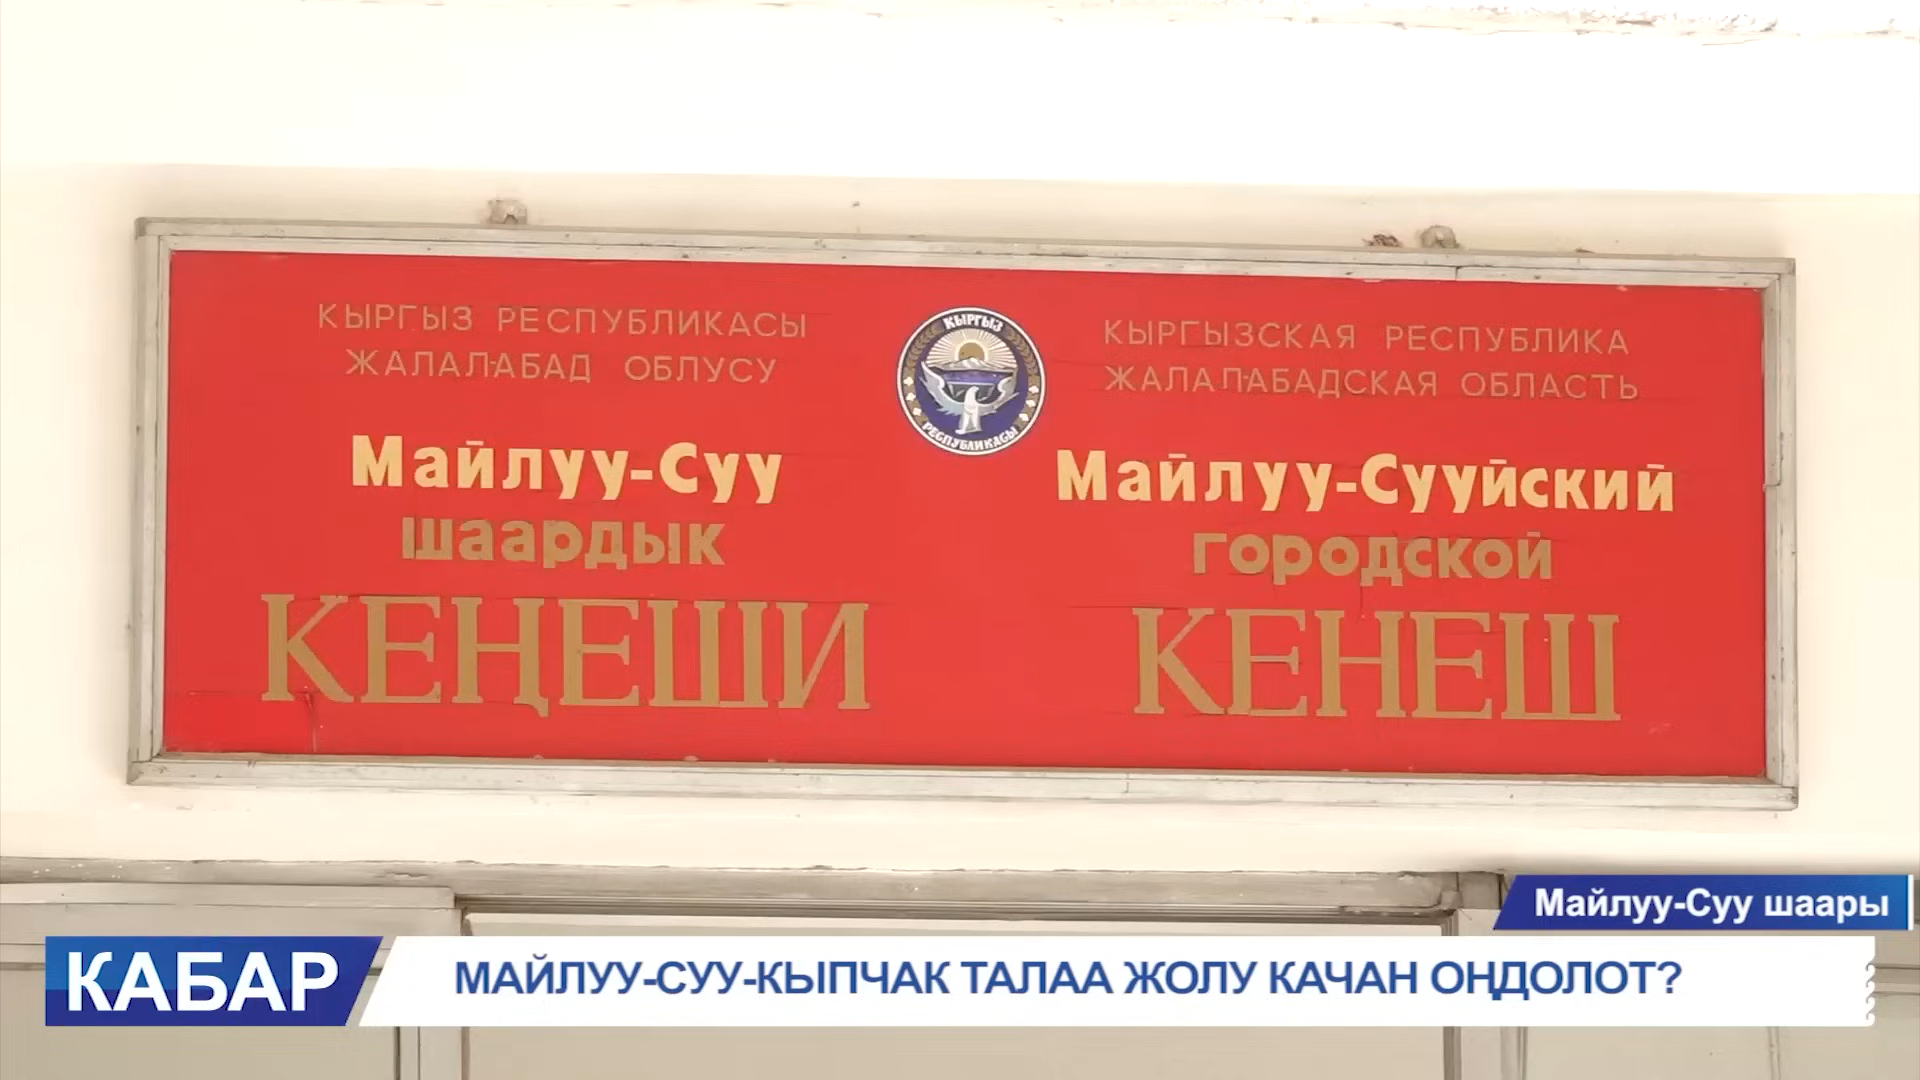 КЫРГЫЗ РЕСПУБЛИКАСЫ
ЖАЛАЛ-АБАД ОБЛУСУ
Майлуу-Суу
шаардык
КЕҢЕШИ
КЫРГЫЗ
РЕСПУБЛИКАСЫ
КЫРГЫЗСКАЯ РЕСПУБЛИКА
ЖАЛАЛ-АБАДСКАЯ ОБЛАСТЬ
Майлуу-Сууйский
городской
КЕНЕШ
Майлуу-Суу шаары
КАБАР
МАЙЛУУ-СУУ-КЫПЧАК ТАЛАА ЖОЛУ КАЧАН ОҢДОЛОТ?